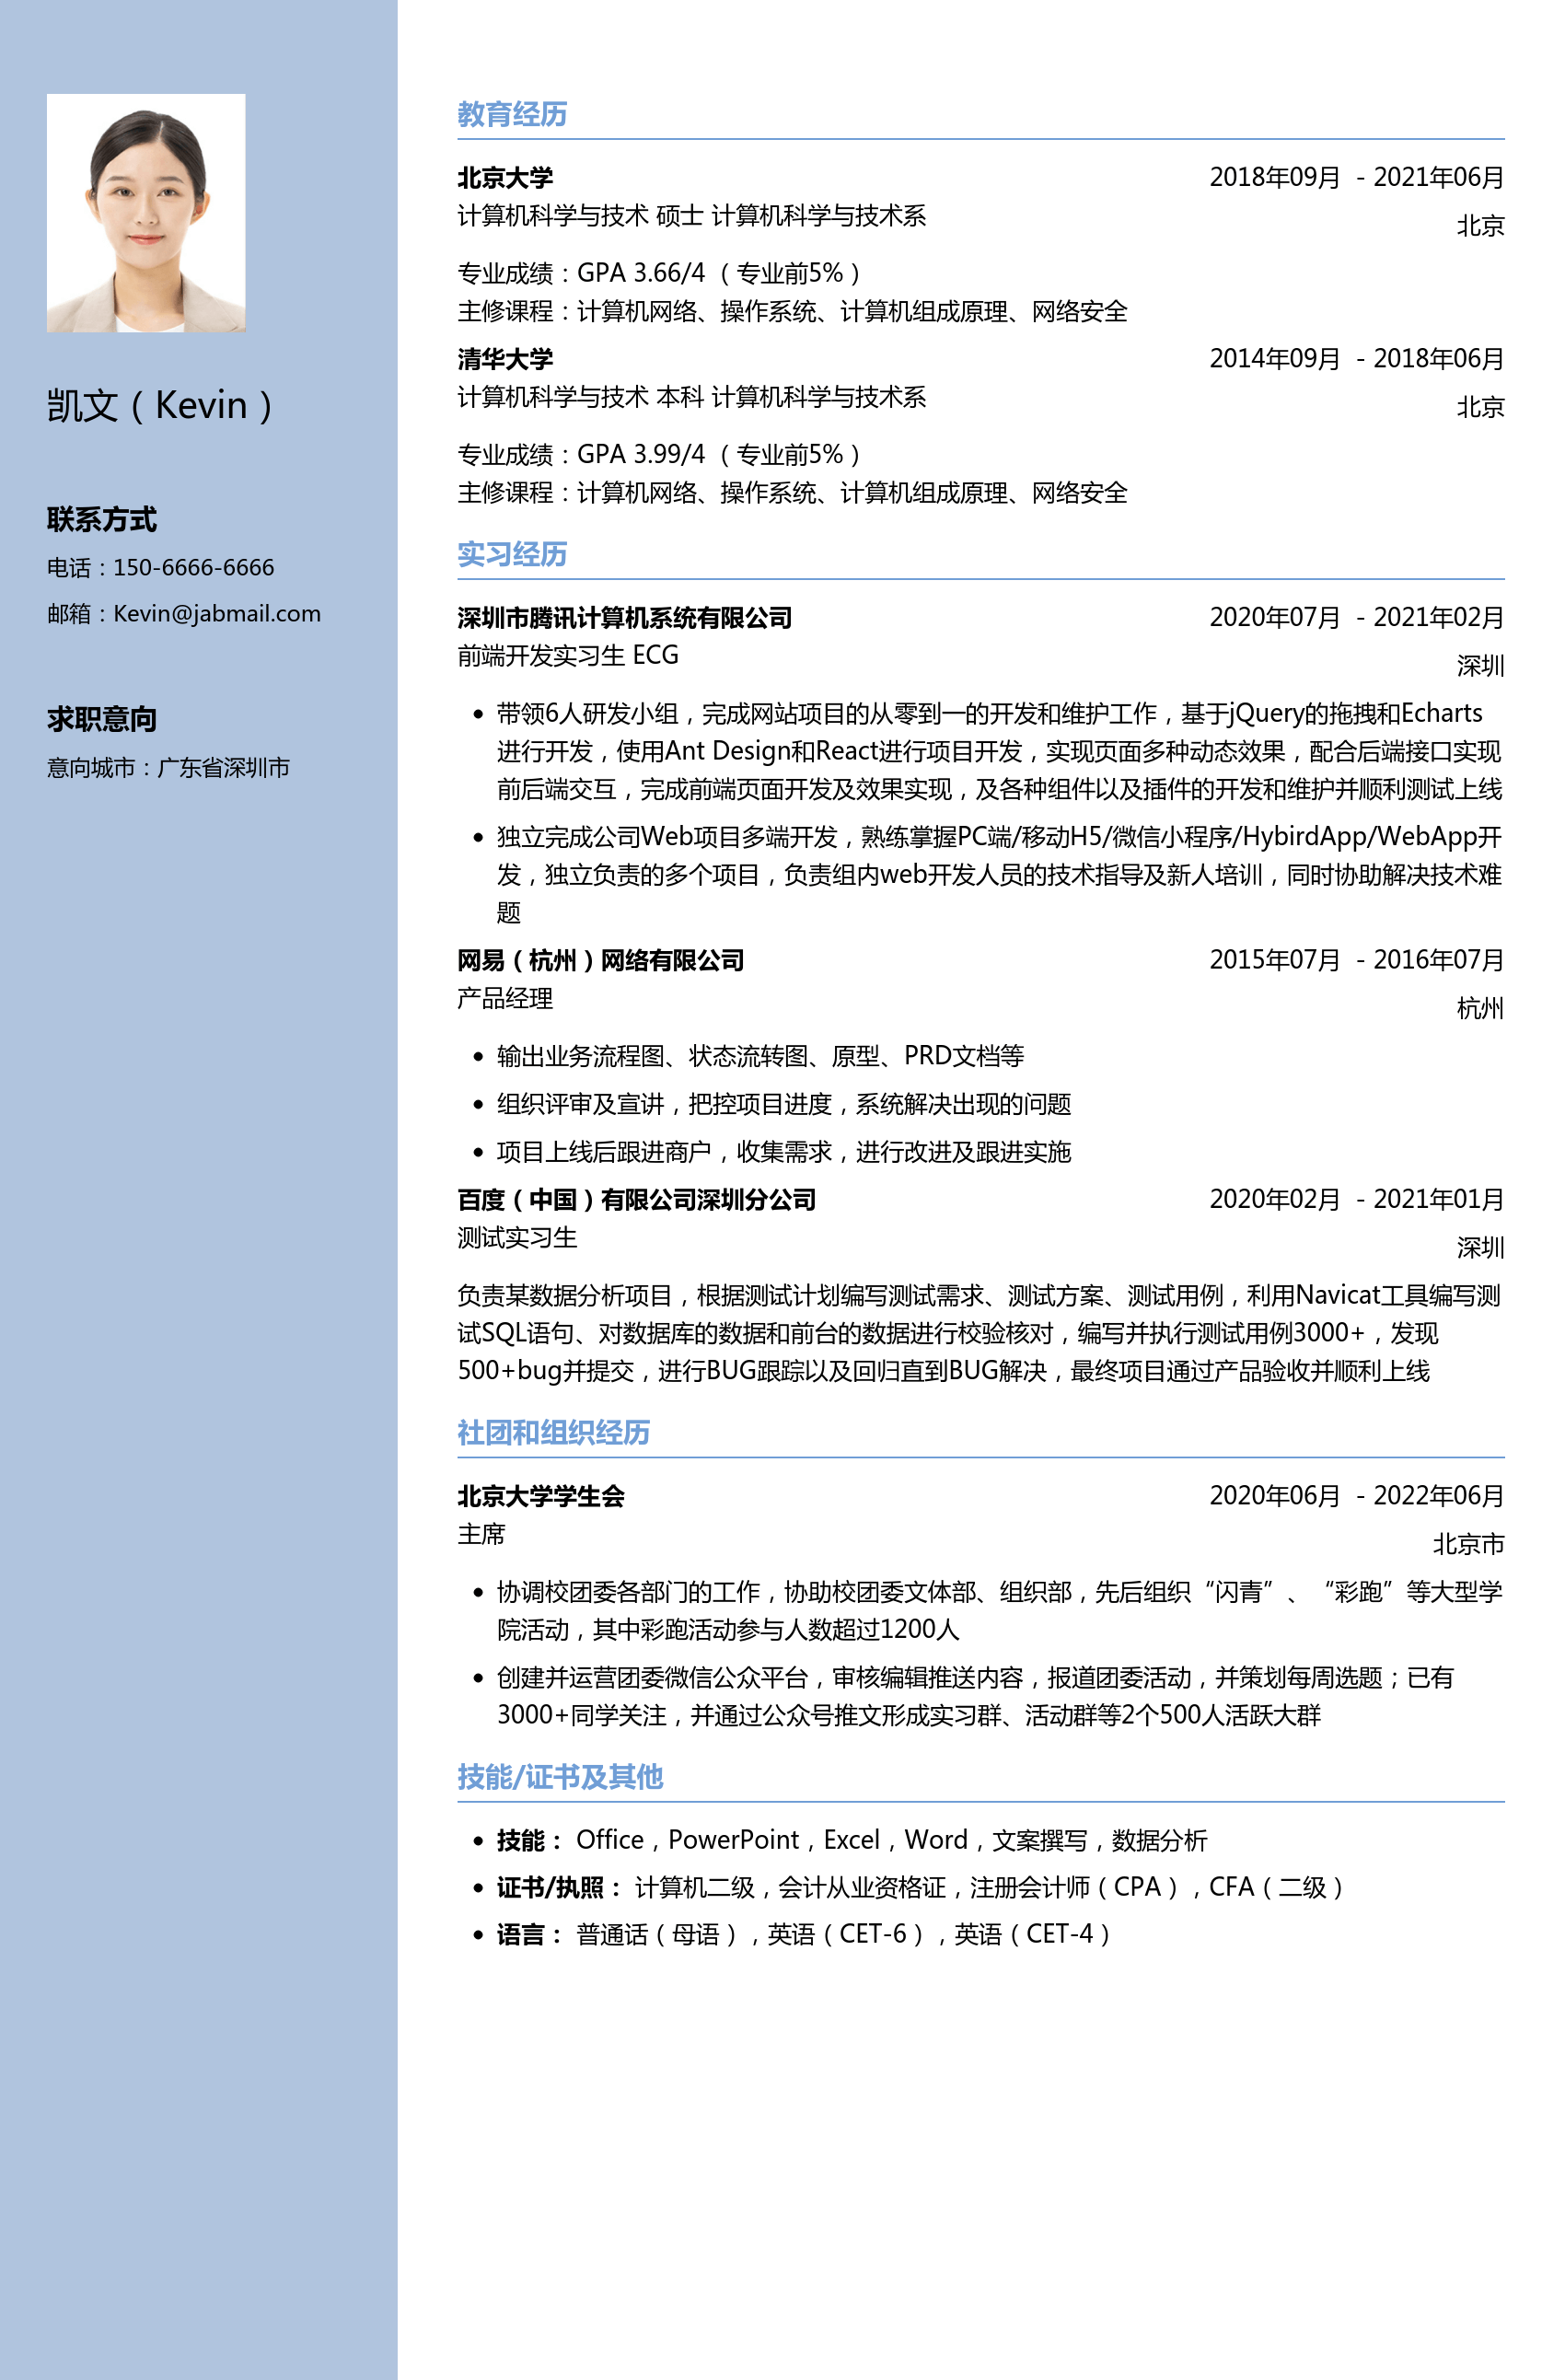 凯文（Kevin）
联系方式
电话：150-6666-6666
邮箱：Kevin@jabmail.com
求职意向
意向城市：广东省深圳市
教育经历
北京大学 2018年09月 - 2021年06月
计算机科学与技术 硕士 计算机科学与技术系 北京
专业成绩：GPA 3.66/4 （专业前5%）
主修课程：计算机网络、操作系统、计算机组成原理、网络安全
清华大学 2014年09月 - 2018年06月
计算机科学与技术 本科 计算机科学与技术系 北京
专业成绩：GPA 3.99/4 （专业前5%）
主修课程：计算机网络、操作系统、计算机组成原理、网络安全
实习经历
深圳市腾讯计算机系统有限公司 2020年07月 - 2021年02月
前端开发实习生 ECG 深圳
• 带领6人研发小组，完成网站项目的从零到一的开发和维护工作，基于jQuery的拖拽和Echarts
进行开发，使用Ant Design和React进行项目开发，实现页面多种动态效果，配合后端接口实现
前后端交互，完成前端页面开发及效果实现，及各种组件以及插件的开发和维护并顺利测试上线
• 独立完成公司Web项目多端开发，熟练掌握PC端/移动H5/微信小程序/HybirdApp/WebApp开
发，独立负责的多个项目，负责组内web开发人员的技术指导及新人培训，同时协助解决技术难
题
网易（杭州）网络有限公司 2015年07月 - 2016年07月
产品经理 杭州
• 输出业务流程图、状态流转图、原型、PRD文档等
• 组织评审及宣讲，把控项目进度，系统解决出现的问题
• 项目上线后跟进商户，收集需求，进行改进及跟进实施
百度（中国）有限公司深圳分公司 2020年02月 - 2021年01月
测试实习生 深圳
负责某数据分析项目，根据测试计划编写测试需求、测试方案、测试用例，利用Navicat工具编写测
试SQL语句、对数据库的数据和前台的数据进行校验核对，编写并执行测试用例3000+，发现
500+bug并提交，进行BUG跟踪以及回归直到BUG解决，最终项目通过产品验收并顺利上线
社团和组织经历
北京大学学生会 2020年06月 - 2022年06月
主席 北京市
• 协调校团委各部门的工作，协助校团委文体部、组织部，先后组织“闪青”、“彩跑”等大型学
院活动，其中彩跑活动参与人数超过1200人
• 创建并运营团委微信公众平台，审核编辑推送内容，报道团委活动，并策划每周选题；已有
3000+同学关注，并通过公众号推文形成实习群、活动群等2个500人活跃大群
技能/证书及其他
• 技能： Office，PowerPoint，Excel，Word，文案撰写，数据分析
• 证书/执照： 计算机二级，会计从业资格证，注册会计师（CPA），CFA（二级）
• 语言： 普通话（母语），英语（CET-6），英语（CET-4）